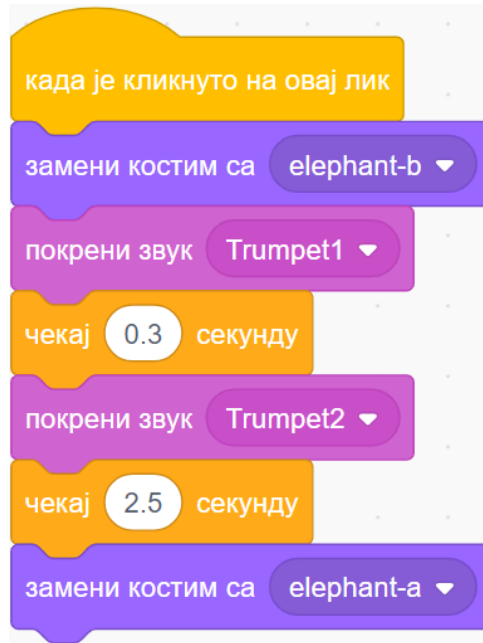 када је кликнуто на овај лик
замени костим са elephant-b
покрени звук Trumpet1
чекај 0.3 секунду
покрени звук Trumpet2
чекај 2.5 секунду
замени костим са elephant-a